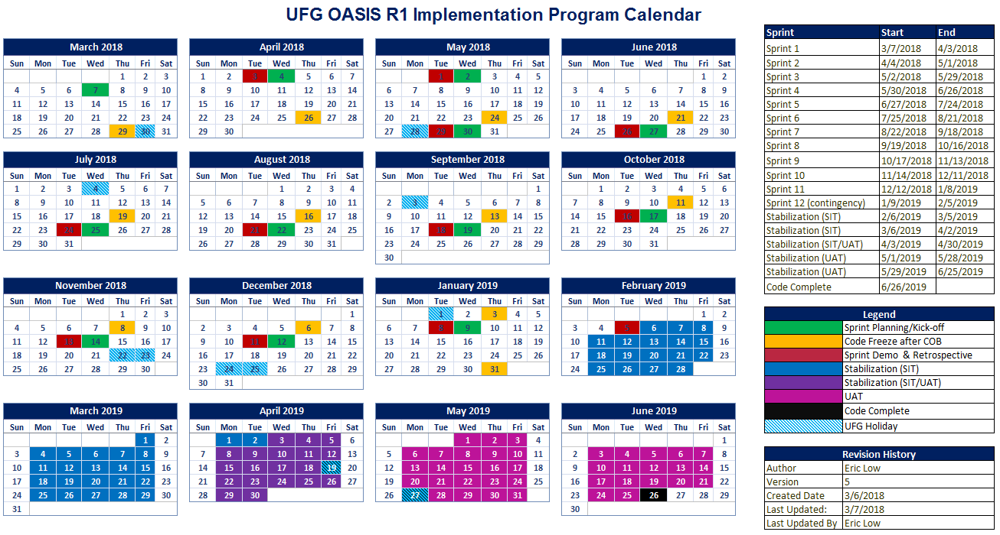 UFG OASIS R1 Implementation Program Calendar
March 2018
Sun Mon Tue Wed Thu Fri Sat
1 2 3
4 5 6 7 8 9 10
11 12 13 14 15 16 17
18 19 20 21 22 23 24
25 26 27 28 29 30 31
April 2018
Sun Mon Tue Wed Thu Fri Sat
1 2 3 4 5 6 7
8 9 10 11 12 13 14
15 16 17 18 19 20 21
22 23 24 25 26 27 28
29 30
May 2018
Sun Mon Tue Wed Thu Fri Sat
1 2 3 4 5
6 7 8 9 10 11 12
13 14 15 16 17 18 19
20 21 22 23 24 25 26
27 28 29 30 31
June 2018
Sun Mon Tue Wed Thu Fri Sat
1 2
3 4 5 6 7 8 9
10 11 12 13 14 15 16
17 18 19 20 21 22 23
24 25 26 27 28 29 30
July 2018
Sun Mon Tue Wed Thu Fri Sat
1 2 3 4 5 6 7
8 9 10 11 12 13 14
15 16 17 18 19 20 21
22 23 24 25 26 27 28
29 30 31
August 2018
Sun Mon Tue Wed Thu Fri Sat
1 2 3 4
5 6 7 8 9 10 11
12 13 14 15 16 17 18
19 20 21 22 23 24 25
26 27 28 29 30 31
September 2018
Sun Mon Tue Wed Thu Fri Sat
1
2 3 4 5 6 7 8
9 10 11 12 13 14 15
16 17 18 19 20 21 22
23 24 25 26 27 28 29
30
October 2018
Sun Mon Tue Wed Thu Fri Sat
1 2 3 4 5 6
7 8 9 10 11 12 13
14 15 16 17 18 19 20
21 22 23 24 25 26 27
28 29 30 31
November 2018
Sun Mon Tue Wed Thu Fri Sat
1 2 3
4 5 6 7 8 9 10
11 12 13 14 15 16 17
18 19 20 21 22 23 24
25 26 27 28 29 30
December 2018
Sun Mon Tue Wed Thu Fri Sat
1
2 3 4 5 6 7 8
9 10 11 12 13 14 15
16 17 18 19 20 21 22
23 24 25 26 27 28 29
30 31
January 2019
Sun Mon Tue Wed Thu Fri Sat
1 2 3 4 5
6 7 8 9 10 11 12
13 14 15 16 17 18 19
20 21 22 23 24 25 26
27 28 29 30 31
February 2019
Sun Mon Tue Wed Thu Fri Sat
1 2
3 4 5 6 7 8 9
10 11 12 13 14 15 16
17 18 19 20 21 22 23
24 25 26 27 28
March 2019
Sun Mon Tue Wed Thu Fri Sat
1 2
3 4 5 6 7 8 9
10 11 12 13 14 15 16
17 18 19 20 21 22 23
24 25 26 27 28 29 30
31
April 2019
Sun Mon Tue Wed Thu Fri Sat
1 2 3 4 5 6
7 8 9 10 11 12 13
14 15 16 17 18 19 20
21 22 23 24 25 26 27
28 29 30
May 2019
Sun Mon Tue Wed Thu Fri Sat
1 2 3 4
5 6 7 8 9 10 11
12 13 14 15 16 17 18
19 20 21 22 23 24 25
26 27 28 29 30 31
June 2019
Sun Mon Tue Wed Thu Fri Sat
1
2 3 4 5 6 7 8
9 10 11 12 13 14 15
16 17 18 19 20 21 22
23 24 25 26 27 28 29
30
Sprint Start End
Sprint 1 3/7/2018 4/3/2018
Sprint 2 4/4/2018 5/1/2018
Sprint 3 5/2/2018 5/29/2018
Sprint 4 5/30/2018 6/26/2018
Sprint 5 6/27/2018 7/24/2018
Sprint 6 7/25/2018 8/21/2018
Sprint 7 8/22/2018 9/18/2018
Sprint 8 9/19/2018 10/16/2018
Sprint 9 10/17/2018 11/13/2018
Sprint 10 11/14/2018 12/11/2018
Sprint 11 12/12/2018 1/8/2019
Sprint 12 (contingency) 1/9/2019 2/5/2019
Stabilization (SIT) 2/6/2019 3/5/2019
Stabilization (SIT) 3/6/2019 4/2/2019
Stabilization (SIT/UAT) 4/3/2019 4/30/2019
Stabilization (UAT) 5/1/2019 5/28/2019
Stabilization (UAT) 5/29/2019 6/25/2019
Code Complete 6/26/2019
Legend
Sprint Planning/Kick-off
Code Freeze after COB
Sprint Demo & Retrospective
Stabilization (SIT)
Stabilization (SIT/UAT)
UAT
Code Complete
UFG Holiday
Revision History
Author Eric Low
Version 5
Created Date 3/6/2018
Last Updated: 3/7/2018
Last Updated By Eric Low